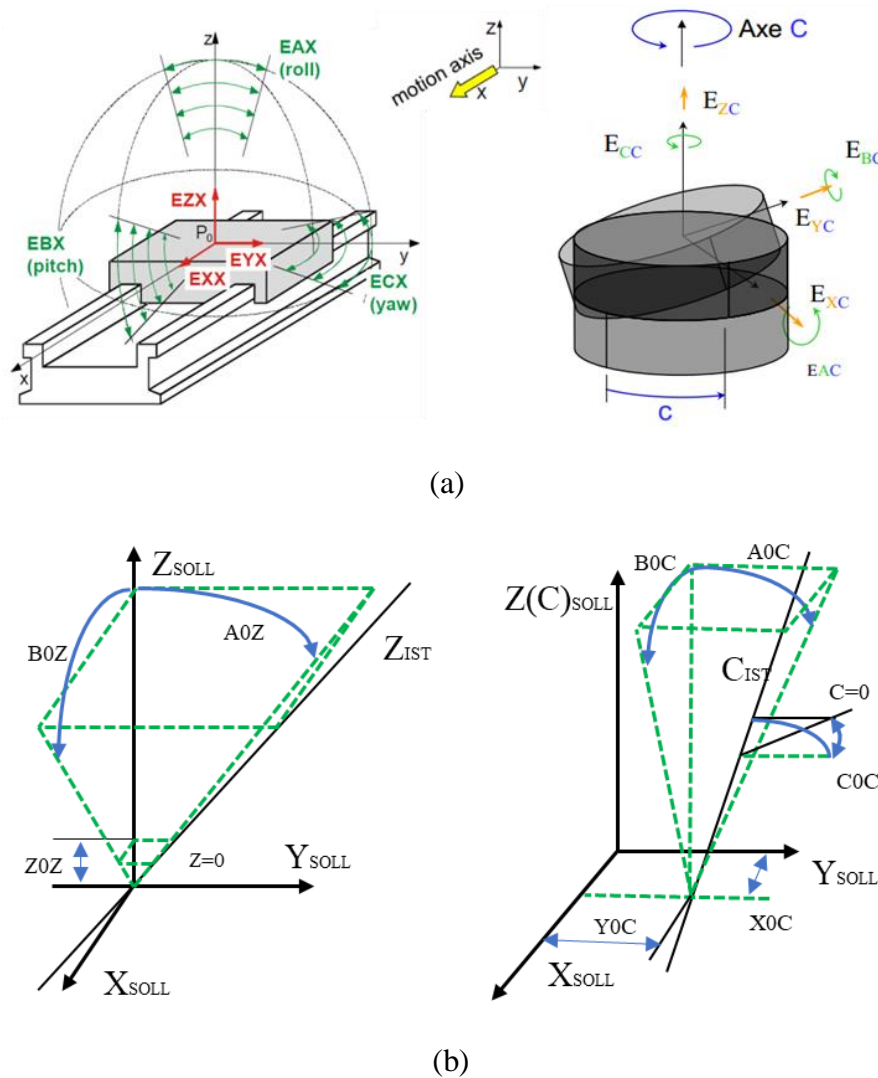 z
EAX
(roll)
EZX
P0
EBX
(pitch)
EYX
EXX
y
ECX
(yaw)
x
motion axis
z
x
y
Axe C
EZC
ECC
EBC
EYC
EXC
EAC
C
(a)
ZSOLL
B0Z
A0Z
ZIST
Z0Z
Z=0
YSOLL
XSOLL
A0C
B0C
Z(C)SOLL
CIST
C=0
C0C
YSOLL
X0C
Y0C
XSOLL
(b)